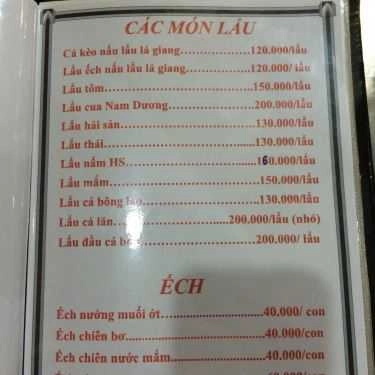 CÁC MÓN LẨU
Cá kèo nấu lẩu lá giang....................120.000/lẩu
Lẩu ếch nấu lẩu lá giang................120.000/ lẩu
Lẩu tôm...........................................150.000/lẩu
Lẩu cua Nam Dương.....................200.000/lẩu
Lẩu hải sản.......................................130.000/lẩu
Lẩu thái............................................130.000/lẩu
Lẩu nấm HS....................................160.000/lẩu
Lẩu mắm..........................................150.000/lẩu
Lẩu cá bông lao..............................130.000/lẩu
Lẩu cá lăn.............................200.000/lẩu (nhỏ)
Lẩu đầu cá bớp..............................200.000/ lẩu
ẾCH
Ếch nướng muối ớt..........................40.000/ con
Ếch chiên bơ.....................................40.000/con
Ếch chiên nước mắm.......................40.000/con